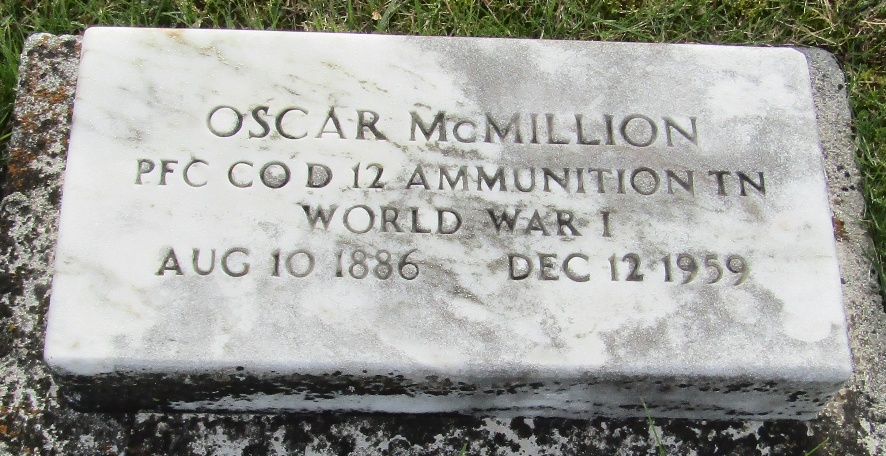 OSCAR McMILLION
PFC CO D 12 AMMUNITION TN
WORLD WAR I
AUG 10 1886 DEC 12 1959